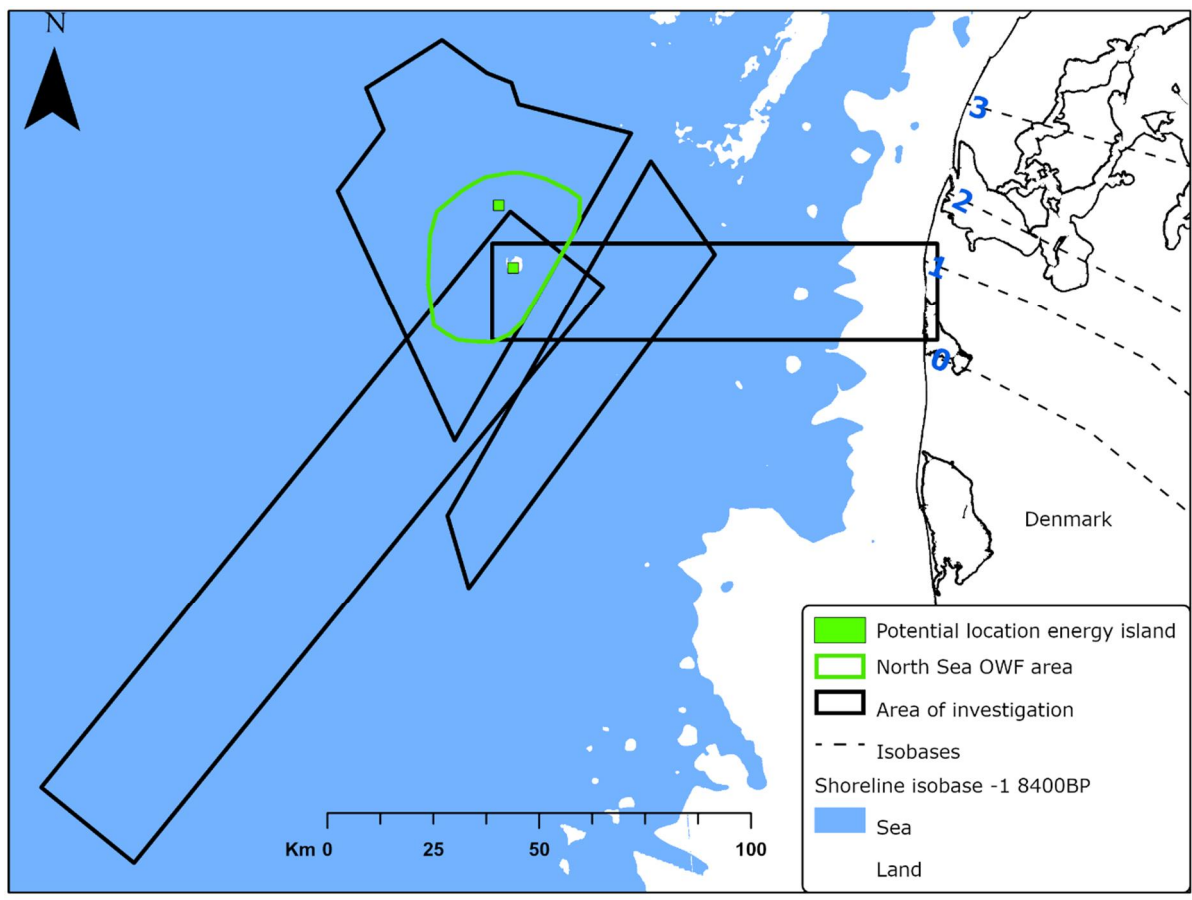 N
3
2
1
0
Denmark
Potential location energy island
North Sea OWF area
Area of investigation
Isobases
Shoreline isobase -1 8400BP
Sea
Land
Km 0 25 50 100